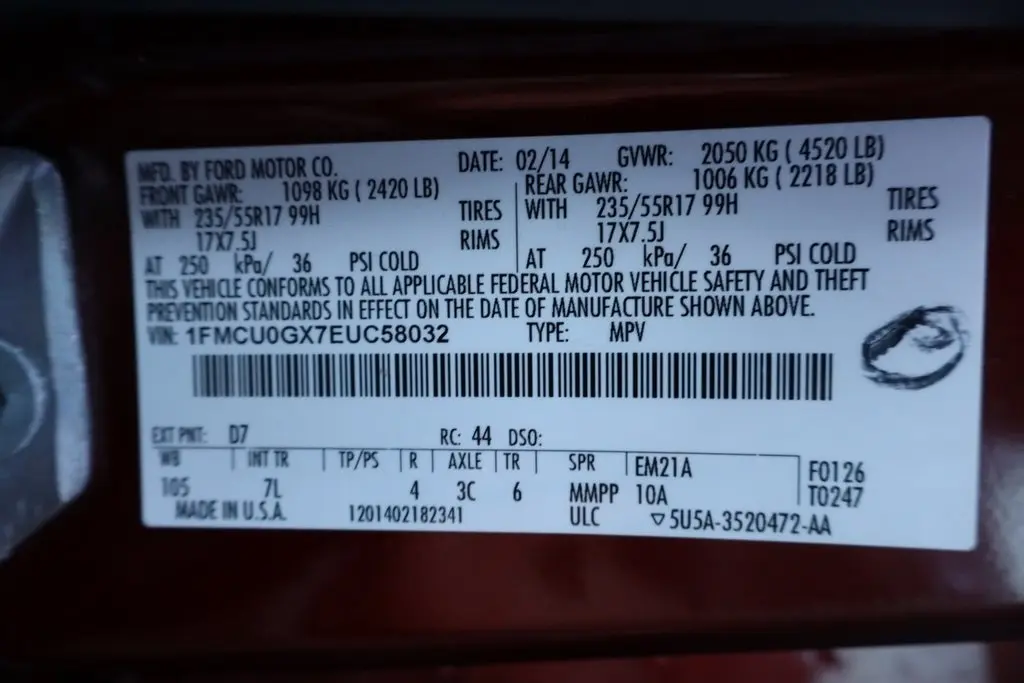 MFD. BY FORD MOTOR CO. DATE: 02/14 GVWR: 2050 KG ( 4520 LB)
FRONT GAWR: 1098 KG ( 2420 LB) REAR GAWR: 1006 KG ( 2218 LB)
WITH 235/55R17 99H TIRES WITH 235/55R17 99H TIRES
17X7.5J RIMS 17X7.5J RIMS
AT 250 kPa/ 36 PSI COLD AT 250 kPa/ 36 PSI COLD
THIS VEHICLE CONFORMS TO ALL APPLICABLE FEDERAL MOTOR VEHICLE SAFETY AND THEFT
PREVENTION STANDARDS IN EFFECT ON THE DATE OF MANUFACTURE SHOWN ABOVE.
VIN: 1FMCU0GX7EUC58032 TYPE: MPV
EXT PNT: D7 RC: 44 DSO:
WB INT TR TP/PS R AXLE TR SPR EM21A F0126
105 7L 4 3C 6 MMPP 10A T0247
MADE IN U.S.A. 1201402182341 ULC ▽5U5A-3520472-AA